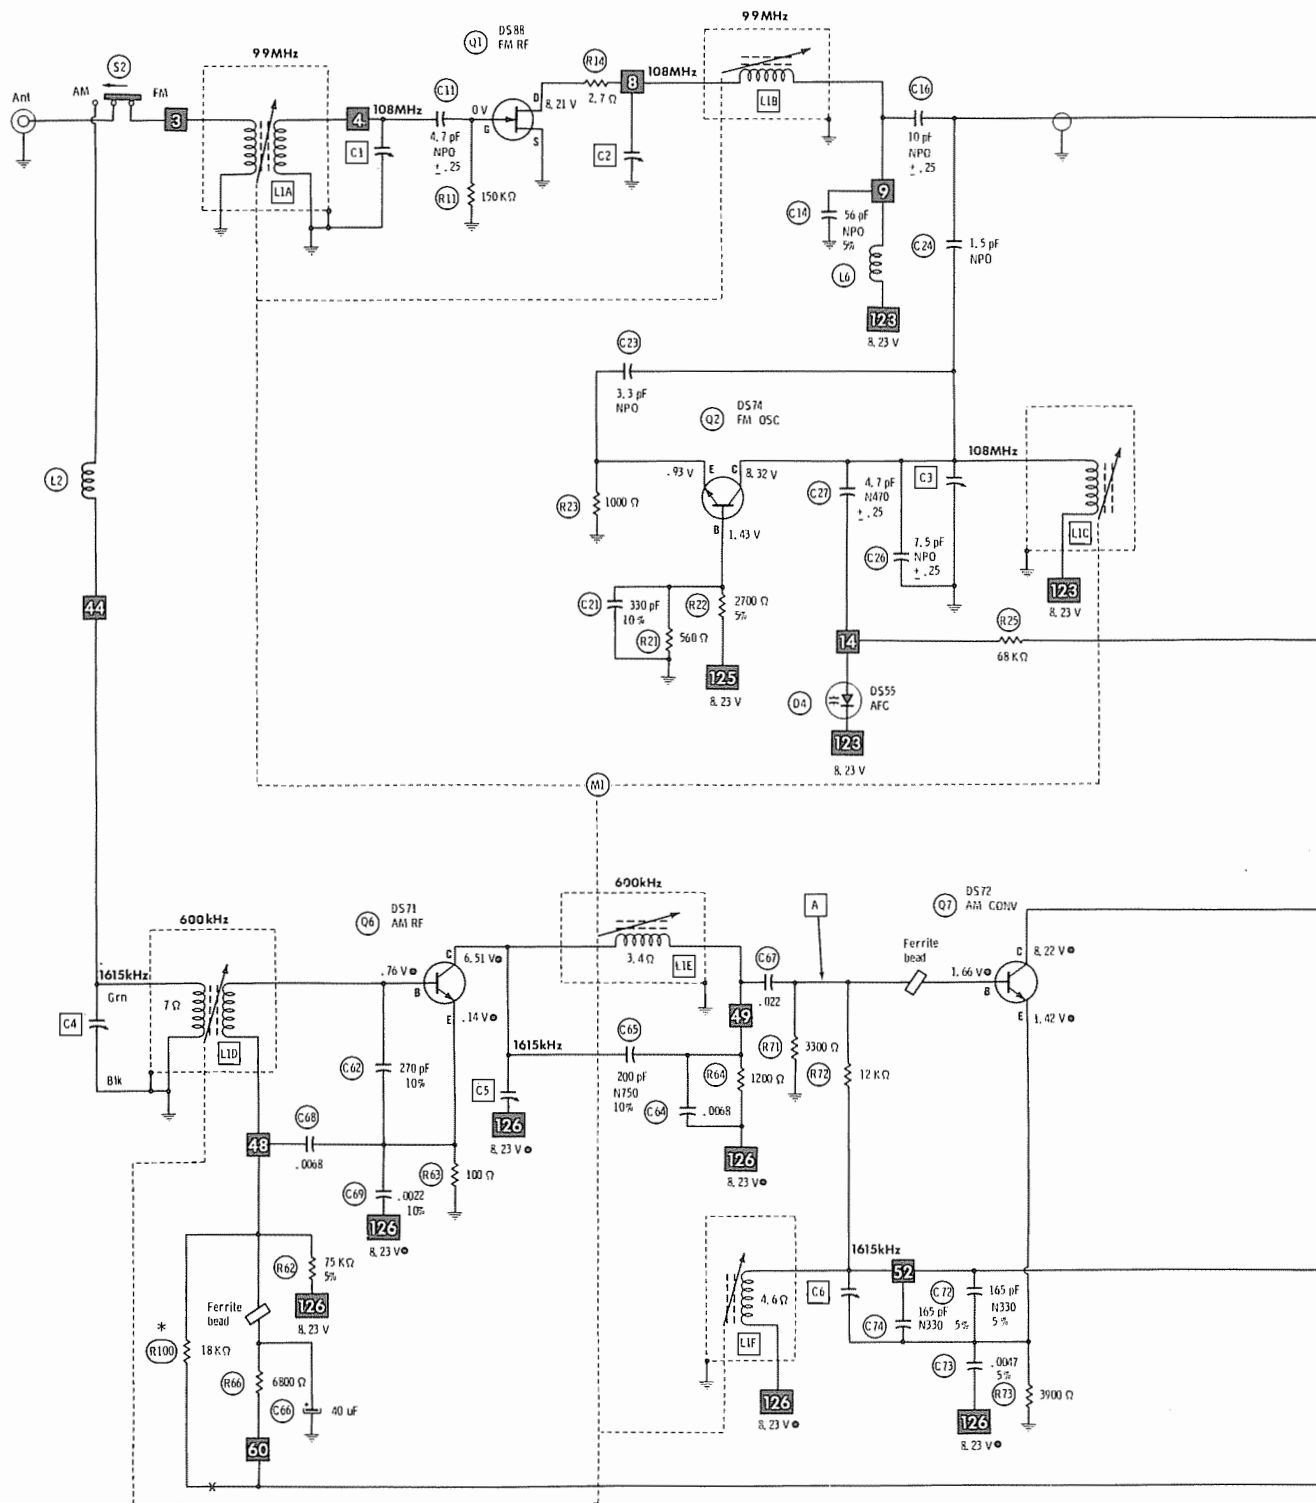 99MHz
S2
AM
FM
Ant
3
L1A
4
108MHz
C1
C11
4.7 pF
NPO
± .25
R11
150 KΩ
Q1
DS88
FM RF
0 V
G
D
S
8.21 V
R14
2.7 Ω
8
C2
108MHz
99MHz
L1B
C16
10 pf
NPO
± .25
9
C14
56 pF
NPO
5%
L6
123
8.23 V
C24
1.5 pF
NPO
C23
3.3 pF
NPO
Q2
DS74
FM OSC
.93 V
E
C
8.32 V
B
1.43 V
R23
1000 Ω
C21
330 pF
10%
R21
560 Ω
R22
2700 Ω
5%
125
8.23 V
C27
4.7 pF
N470
± .25
C26
7.5 pF
NPO
± .25
C3
108MHz
L1C
123
8.23 V
14
R25
68 KΩ
D4
DS55
AFC
123
8.23 V
M1
L2
44
600kHz
1615kHz
Grn
7 Ω
C4
Blk
L1D
Q6
DS71
AM RF
.76 V
B
C
6.51 V
E
.14 V
C62
270 pF
10%
48
C68
.0068
C69
.0022
10%
126
8.23 V
R63
100 Ω
R62
75 KΩ
5%
126
8.23 V
Ferrite
bead
*
R100
18 KΩ
R66
6800 Ω
C66
+
40 uF
60
x
600kHz
3.4 Ω
L1E
1615kHz
C5
126
8.23 V
C65
200 pF
N750
10%
C64
.0068
R64
1200 Ω
126
8.23 V
49
C67
.022
A
R71
3300 Ω
R72
12 KΩ
Ferrite
bead
Q7
DS72
AM CONV
1.66 V
B
C
8.22 V
E
1.42 V
L1F
4.6 Ω
126
8.23 V
1615kHz
C6
52
C74
165 pF
N330 5%
C72
165 pF
N330
5 %
C73
.0047
5%
126
8.23 V
R73
3900 Ω